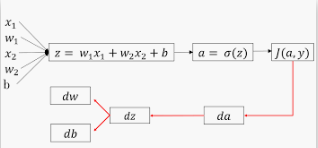 x₁
w₁
x₂
w₂
b
z = w₁x₁ + w₂x₂ + b
a = σ(z)
J(a, y)
dw
db
dz
da